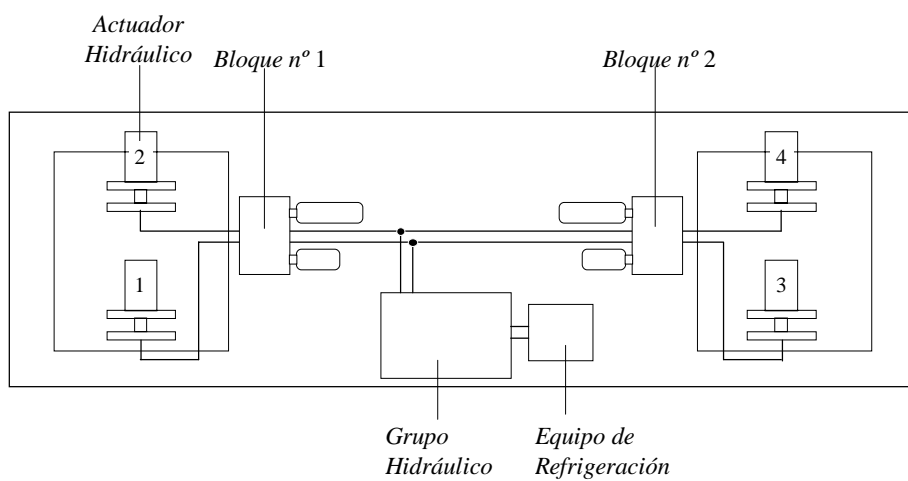 Actuador
Hidráulico
Bloque nº 1
Bloque nº 2
2
4
1
3
Grupo
Hidráulico
Equipo de
Refrigeración